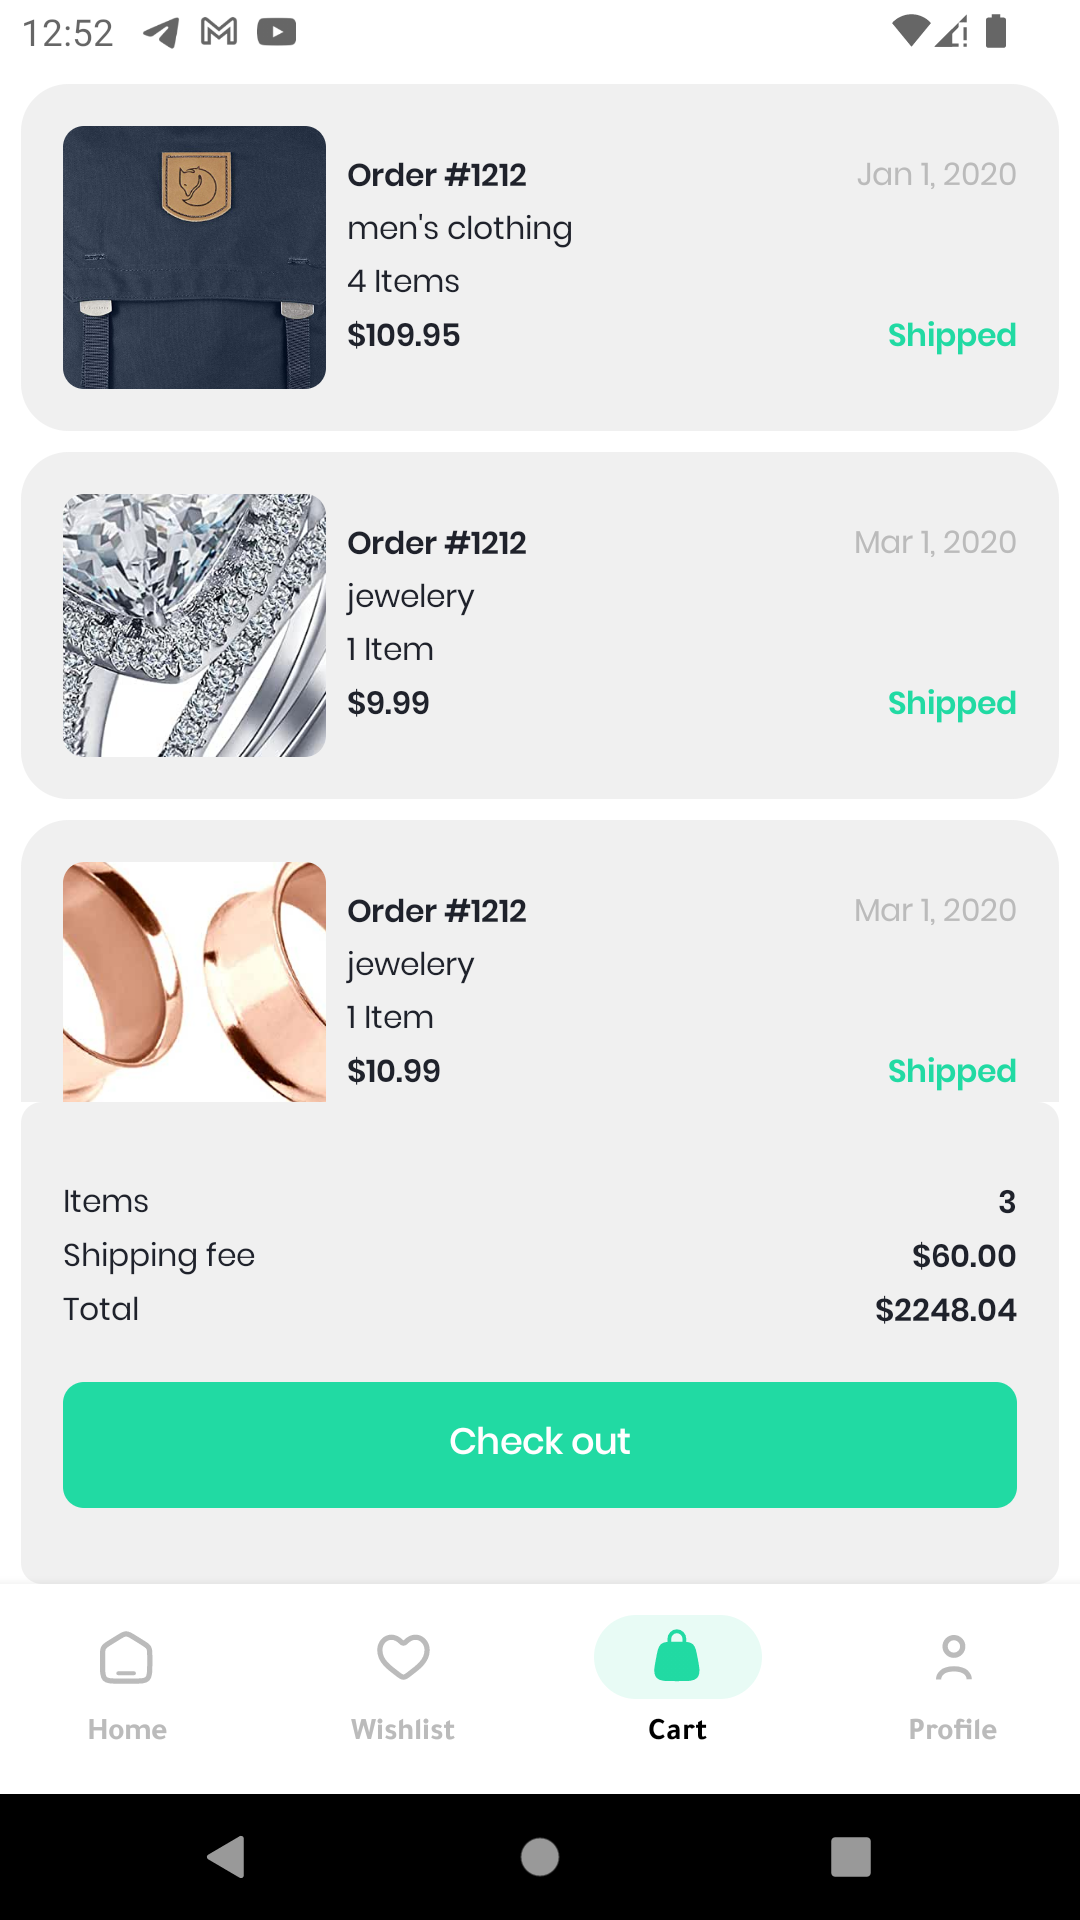 12:52
Order #1212
Jan 1, 2020
men's clothing
4 Items
$109.95
Shipped
Order #1212
Mar 1, 2020
jewelery
1 Item
$9.99
Shipped
Order #1212
Mar 1, 2020
jewelery
1 Item
$10.99
Shipped
Items
3
Shipping fee
$60.00
Total
$2248.04
Check out
Home
Wishlist
Cart
Profile